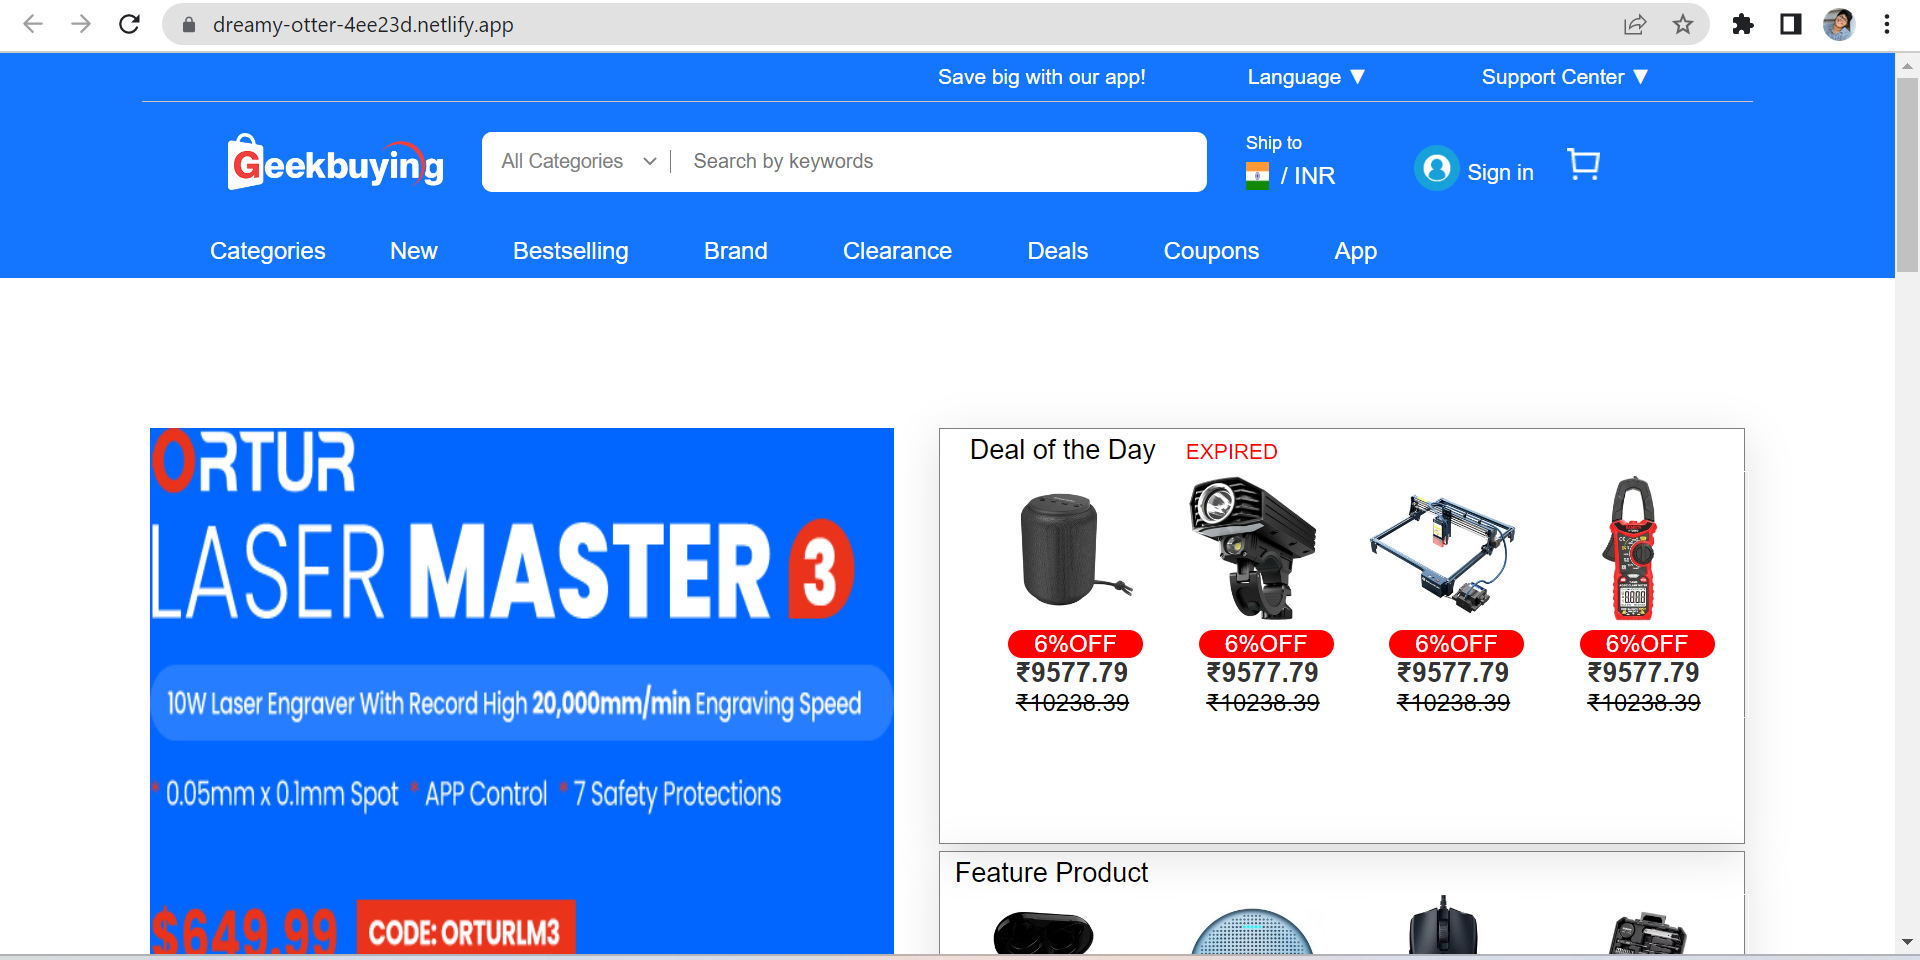 dreamy-otter-4ee23d.netlify.app
Save big with our app! Language ▼ Support Center ▼
Geekbuying
All Categories Search by keywords
Ship to
/ INR
Sign in
Categories New Bestselling Brand Clearance Deals Coupons App
ORTUR
LASER MASTER 3
10W Laser Engraver With Record High 20,000mm/min Engraving Speed
* 0.05mm x 0.1mm Spot * APP Control * 7 Safety Protections
$649.99 CODE: ORTURLM3
Deal of the Day EXPIRED
6%OFF 6%OFF 6%OFF 6%OFF
₹9577.79 ₹9577.79 ₹9577.79 ₹9577.79
₹10238.39 ₹10238.39 ₹10238.39 ₹10238.39
Feature Product